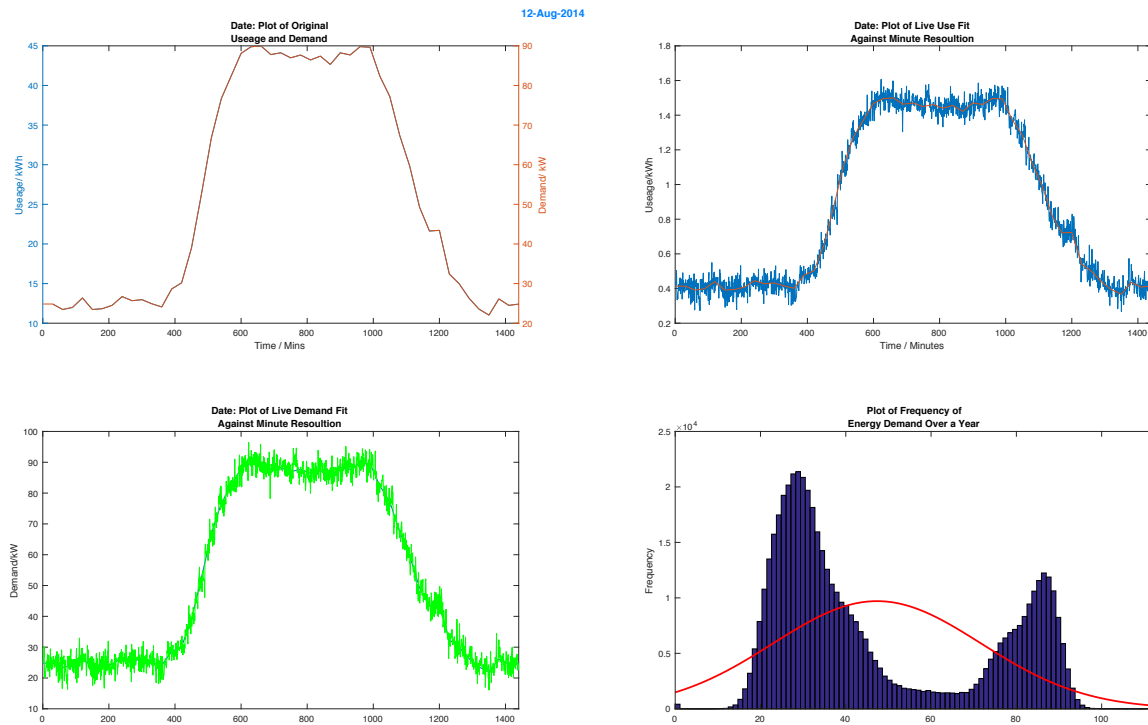 12-Aug-2014
Date: Plot of Original
Useage and Demand
45
40
35
30
25
20
15
10
Useage/ kWh
90
80
70
60
50
40
30
20
Demand/ kW
0 200 400 600 800 1000 1200 1400
Time / Mins
Date: Plot of Live Use Fit
Against Minute Resoultion
1.8
1.6
1.4
1.2
1
0.8
0.6
0.4
0.2
Useage/kWh
0 200 400 600 800 1000 1200 1400
Time / Minutes
Date: Plot of Live Demand Fit
Against Minute Resoultion
100
90
80
70
60
50
40
30
20
10
Demand/kW
0 200 400 600 800 1000 1200 1400
Plot of Frequency of
Energy Demand Over a Year
×10⁴
2.5
2
1.5
1
0.5
0
Frequency
0 20 40 60 80 100